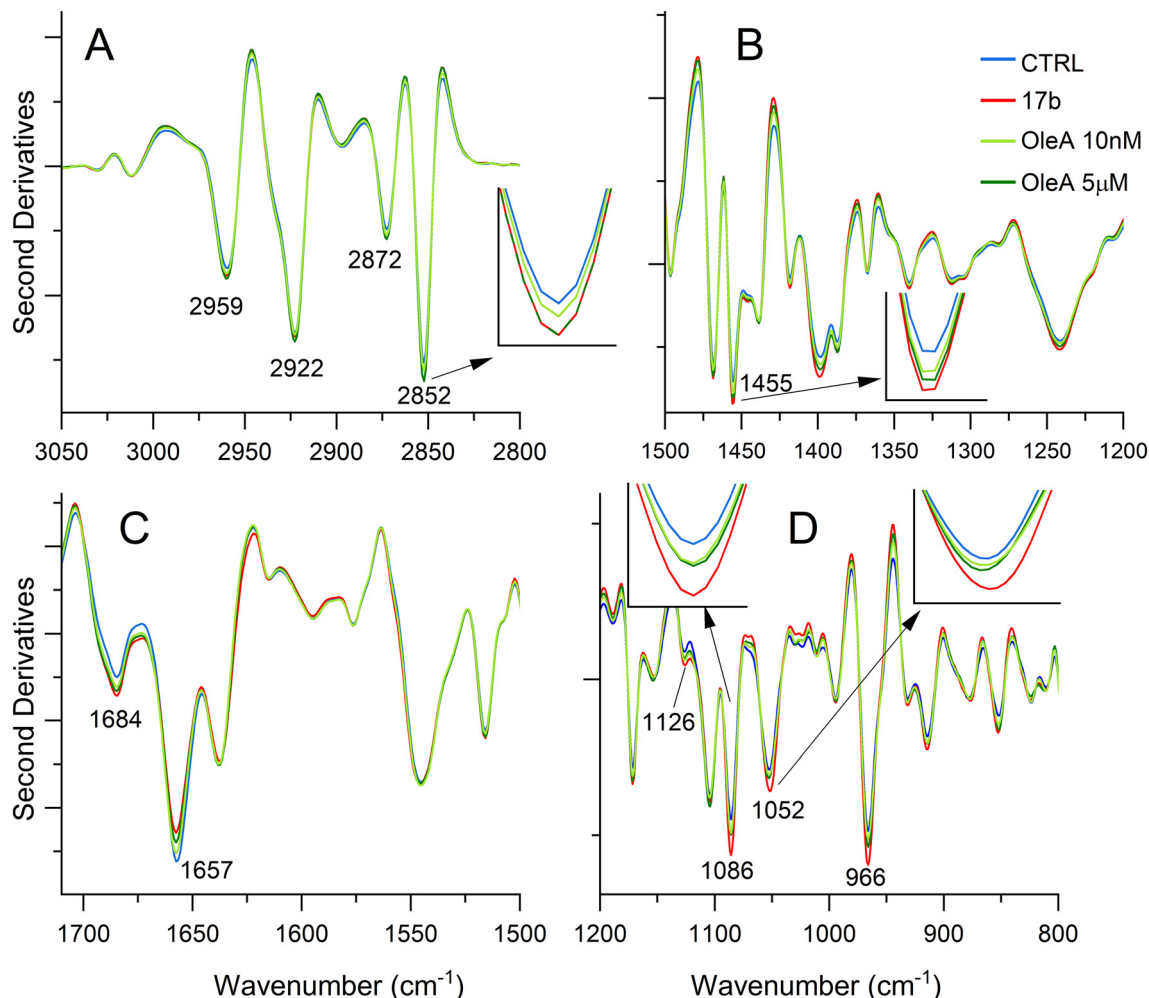 A
B
CTRL
17b
OleA 10nM
OleA 5μM
Second Derivatives
2959
2922
2872
2852
1455
3050 3000 2950 2900 2850 2800
1500 1450 1400 1350 1300 1250 1200
C
D
Second Derivatives
1684
1657
1126
1086
1052
966
1700 1650 1600 1550 1500
1200 1100 1000 900 800
Wavenumber (cm⁻¹)
Wavenumber (cm⁻¹)